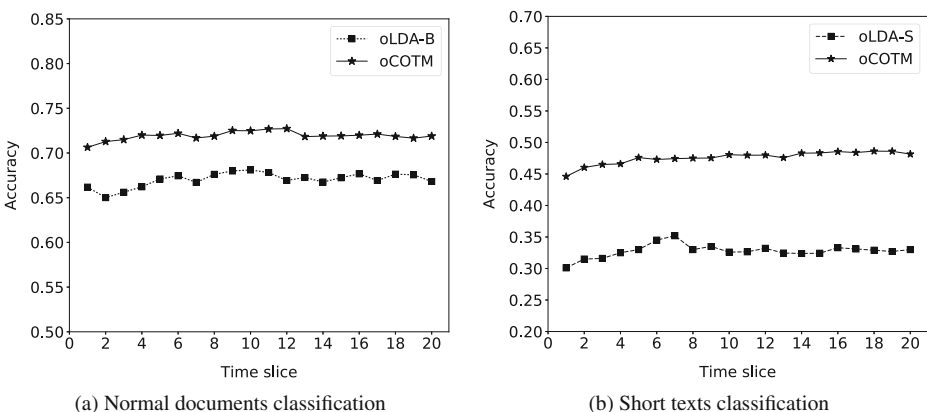 0.85
0.80
0.75
0.70
0.65
0.60
0.55
0.50
Accuracy
oLDA-B
oCOTM
0 2 4 6 8 10 12 14 16 18 20
Time slice
(a) Normal documents classification
0.70
0.65
0.60
0.55
0.50
0.45
0.40
0.35
0.30
0.25
0.20
Accuracy
oLDA-S
oCOTM
0 2 4 6 8 10 12 14 16 18 20
Time slice
(b) Short texts classification